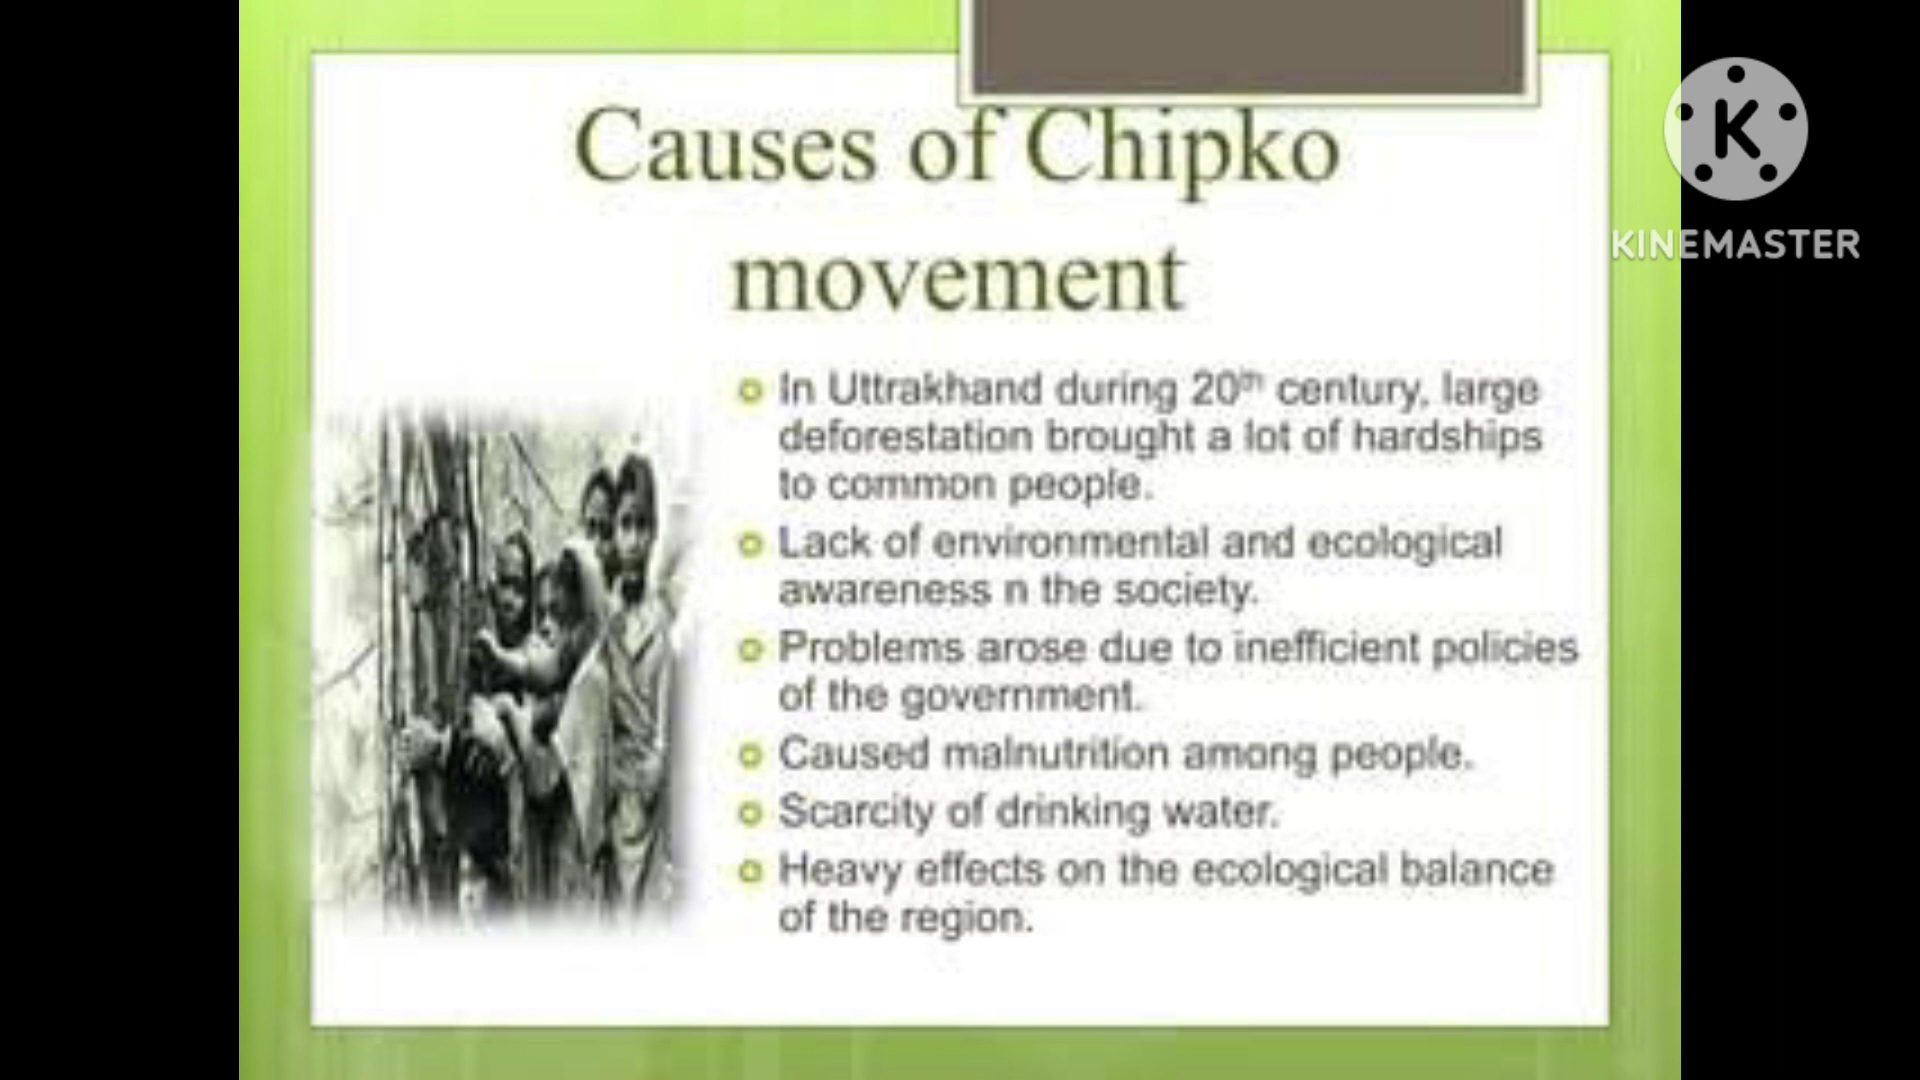 Causes of Chipko
movement
In Uttrakhand during 20th century, large
deforestation brought a lot of hardships
to common people.
Lack of environmental and ecological
awareness n the society.
Problems arose due to inefficient policies
of the government.
Caused malnutrition among people.
Scarcity of drinking water.
Heavy effects on the ecological balance
of the region.
K
KINEMASTER